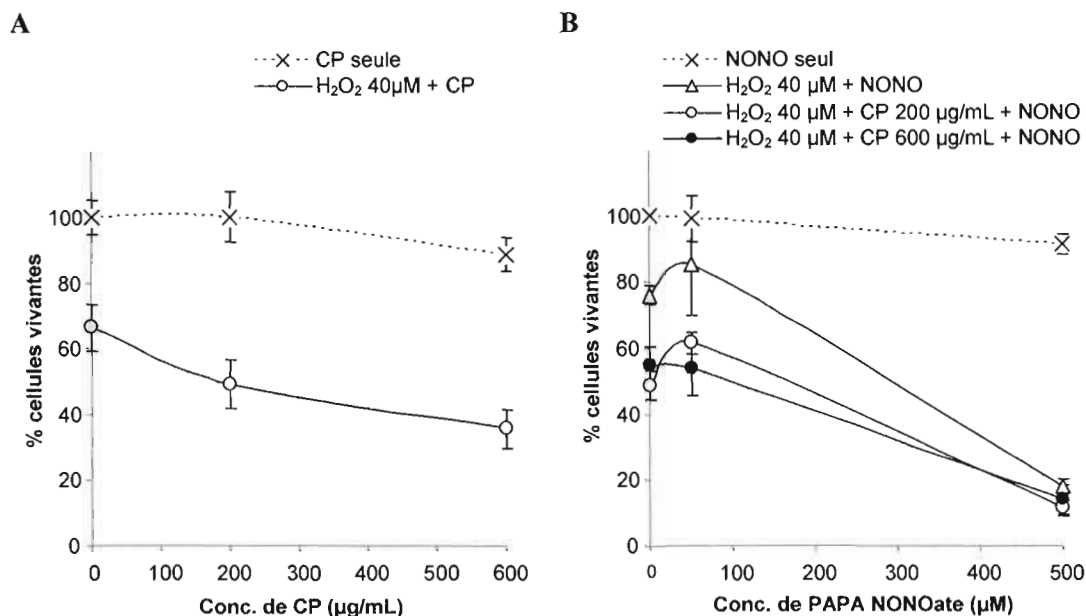 A
CP seule
H₂O₂ 40µM + CP
% cellules vivantes
100
80
60
40
20
0
0 100 200 300 400 500 600
Conc. de CP (µg/mL)
B
NONO seul
H₂O₂ 40 µM + NONO
H₂O₂ 40 µM + CP 200 µg/mL + NONO
H₂O₂ 40 µM + CP 600 µg/mL + NONO
% cellules vivantes
100
80
60
40
20
0
0 100 200 300 400 500
Conc. de PAPA NONOate (µM)